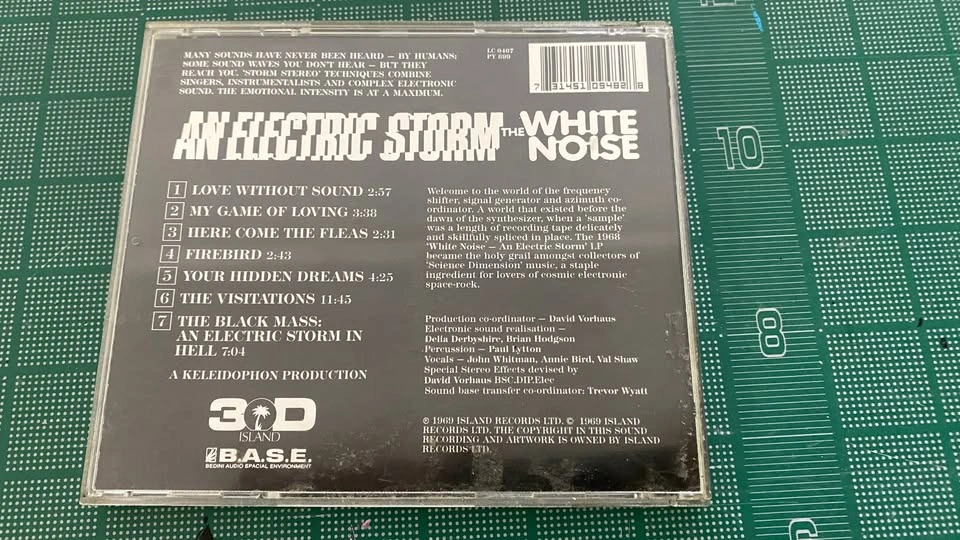 MANY SOUNDS HAVE NEVER BEEN HEARD – BY HUMANS:
SOME SOUND WAVES YOU DON'T HEAR – BUT THEY
REACH YOU. 'STORM STEREO' TECHNIQUES COMBINE
SINGERS, INSTRUMENTALISTS AND COMPLEX ELECTRONIC
SOUND. THE EMOTIONAL INTENSITY IS AT A MAXIMUM.
LC 0407
PY 899
7 31451 09482 8
AN ELECTRIC STORM THE WHITE
NOISE
1 LOVE WITHOUT SOUND 2:57
2 MY GAME OF LOVING 3:38
3 HERE COME THE FLEAS 2:31
4 FIREBIRD 2:43
5 YOUR HIDDEN DREAMS 4:25
6 THE VISITATIONS 11:45
7 THE BLACK MASS:
AN ELECTRIC STORM IN
HELL 7:04
A KELEIDOPHON PRODUCTION
3D
ISLAND
B.A.S.E.
BEDINI AUDIO SPACIAL ENVIRONMENT
Welcome to the world of the frequency
shifter, signal generator and azimuth co-
ordinator. A world that existed before the
dawn of the synthesizer, when a 'sample'
was a length of recording tape delicately
and skillfully spliced in place. The 1968
'White Noise – An Electric Storm' LP
became the holy grail amongst collectors of
'Science Dimension' music, a staple
ingredient for lovers of cosmic electronic
space-rock.
Production co-ordinator – David Vorhaus
Electronic sound realisation –
Delia Derbyshire, Brian Hodgson
Percussion – Paul Lytton
Vocals – John Whitman, Annie Bird, Val Shaw
Special Stereo Effects devised by
David Vorhaus BSC.DIP.Elec
Sound base transfer co-ordinator: Trevor Wyatt
℗ 1969 ISLAND RECORDS LTD. © 1969 ISLAND
RECORDS LTD. THE COPYRIGHT IN THIS SOUND
RECORDING AND ARTWORK IS OWNED BY ISLAND
RECORDS LTD.
10
8